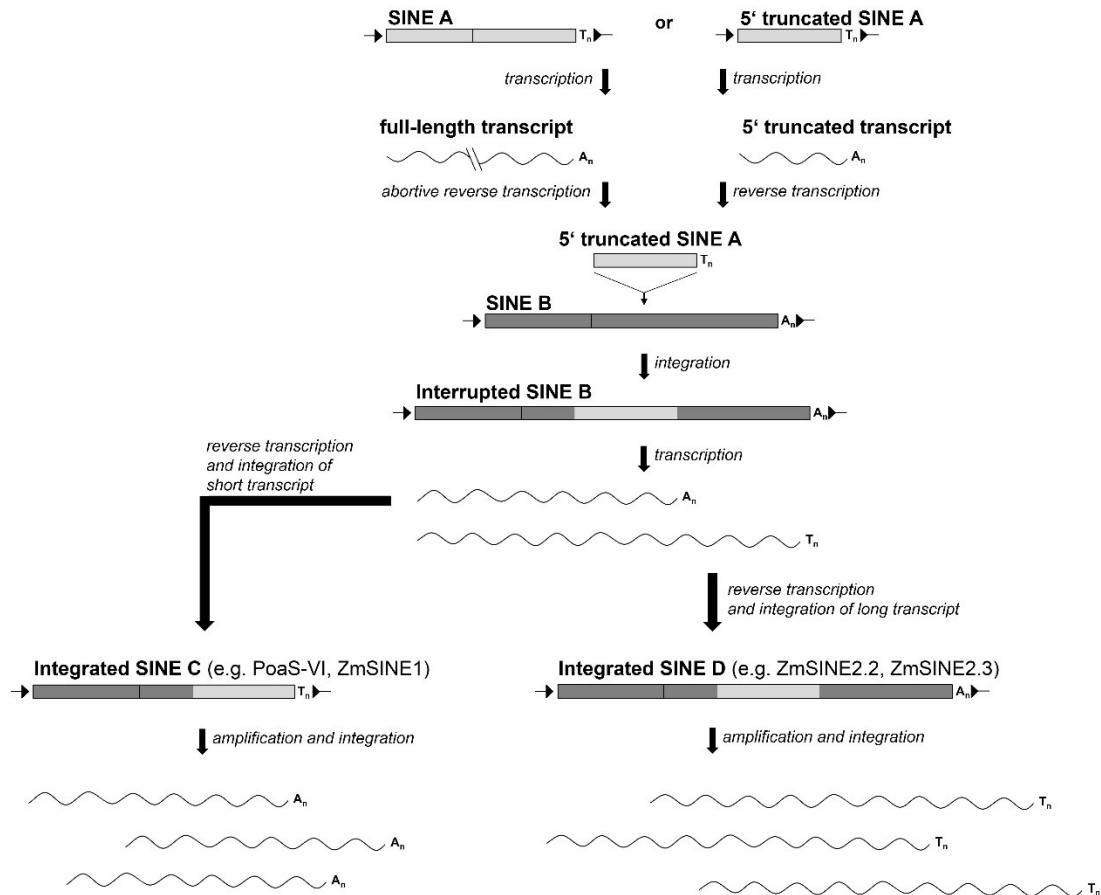 SINE A
Tn
or
5‘ truncated SINE A
Tn
transcription
transcription
full-length transcript
An
5‘ truncated transcript
An
abortive reverse transcription
reverse transcription
5‘ truncated SINE A
Tn
SINE B
An
integration
Interrupted SINE B
An
transcription
reverse transcription
and integration of
short transcript
An
Tn
reverse transcription
and integration of long transcript
Integrated SINE C (e.g. PoaS-VI, ZmSINE1)
Tn
Integrated SINE D (e.g. ZmSINE2.2, ZmSINE2.3)
An
amplification and integration
amplification and integration
An
An
An
Tn
Tn
Tn